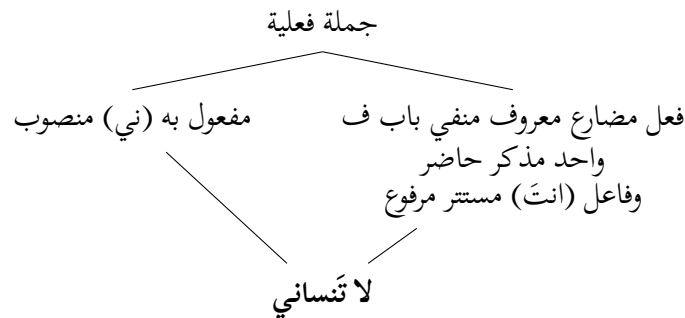 جملة فعلية
فعل مضارع معروف منفي باب ف
واحد مذكر حاضر
وفاعل (انتَ) مستتر مرفوع
مفعول به (ني) منصوب
لا تَنساني